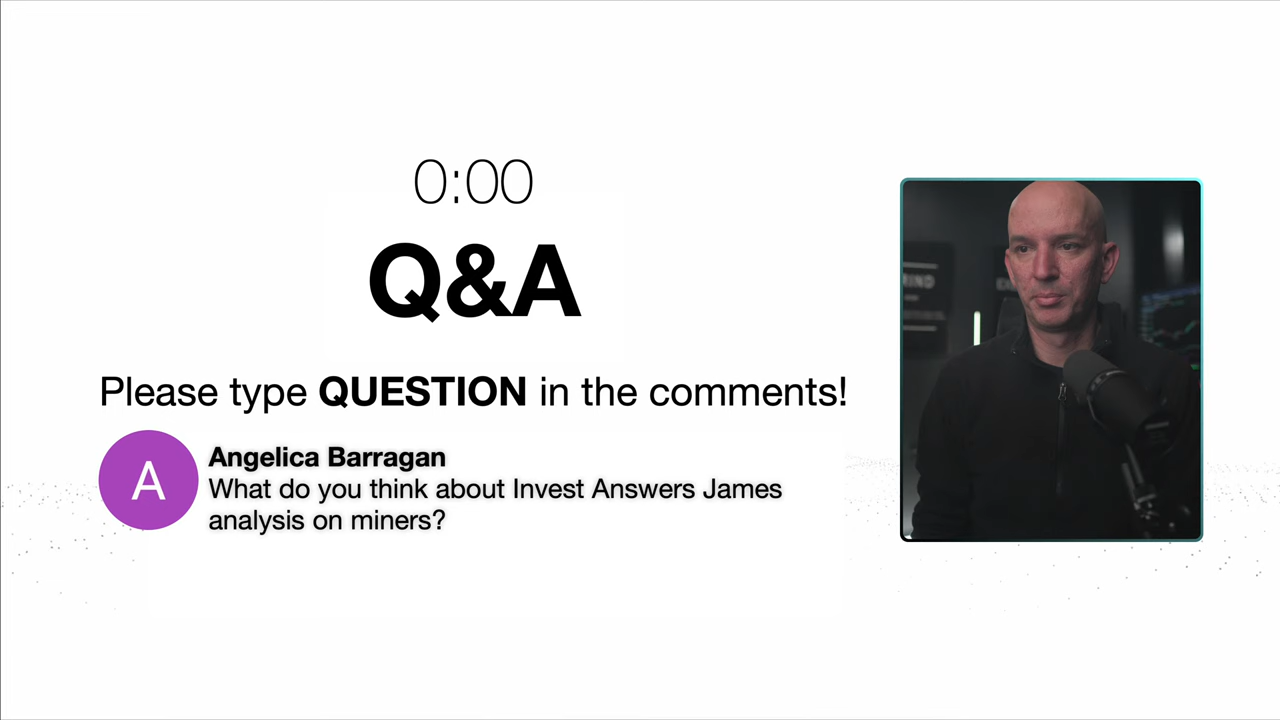 0:00
Q&A
Please type QUESTION in the comments!
A
Angelica Barragan
What do you think about Invest Answers James
analysis on miners?